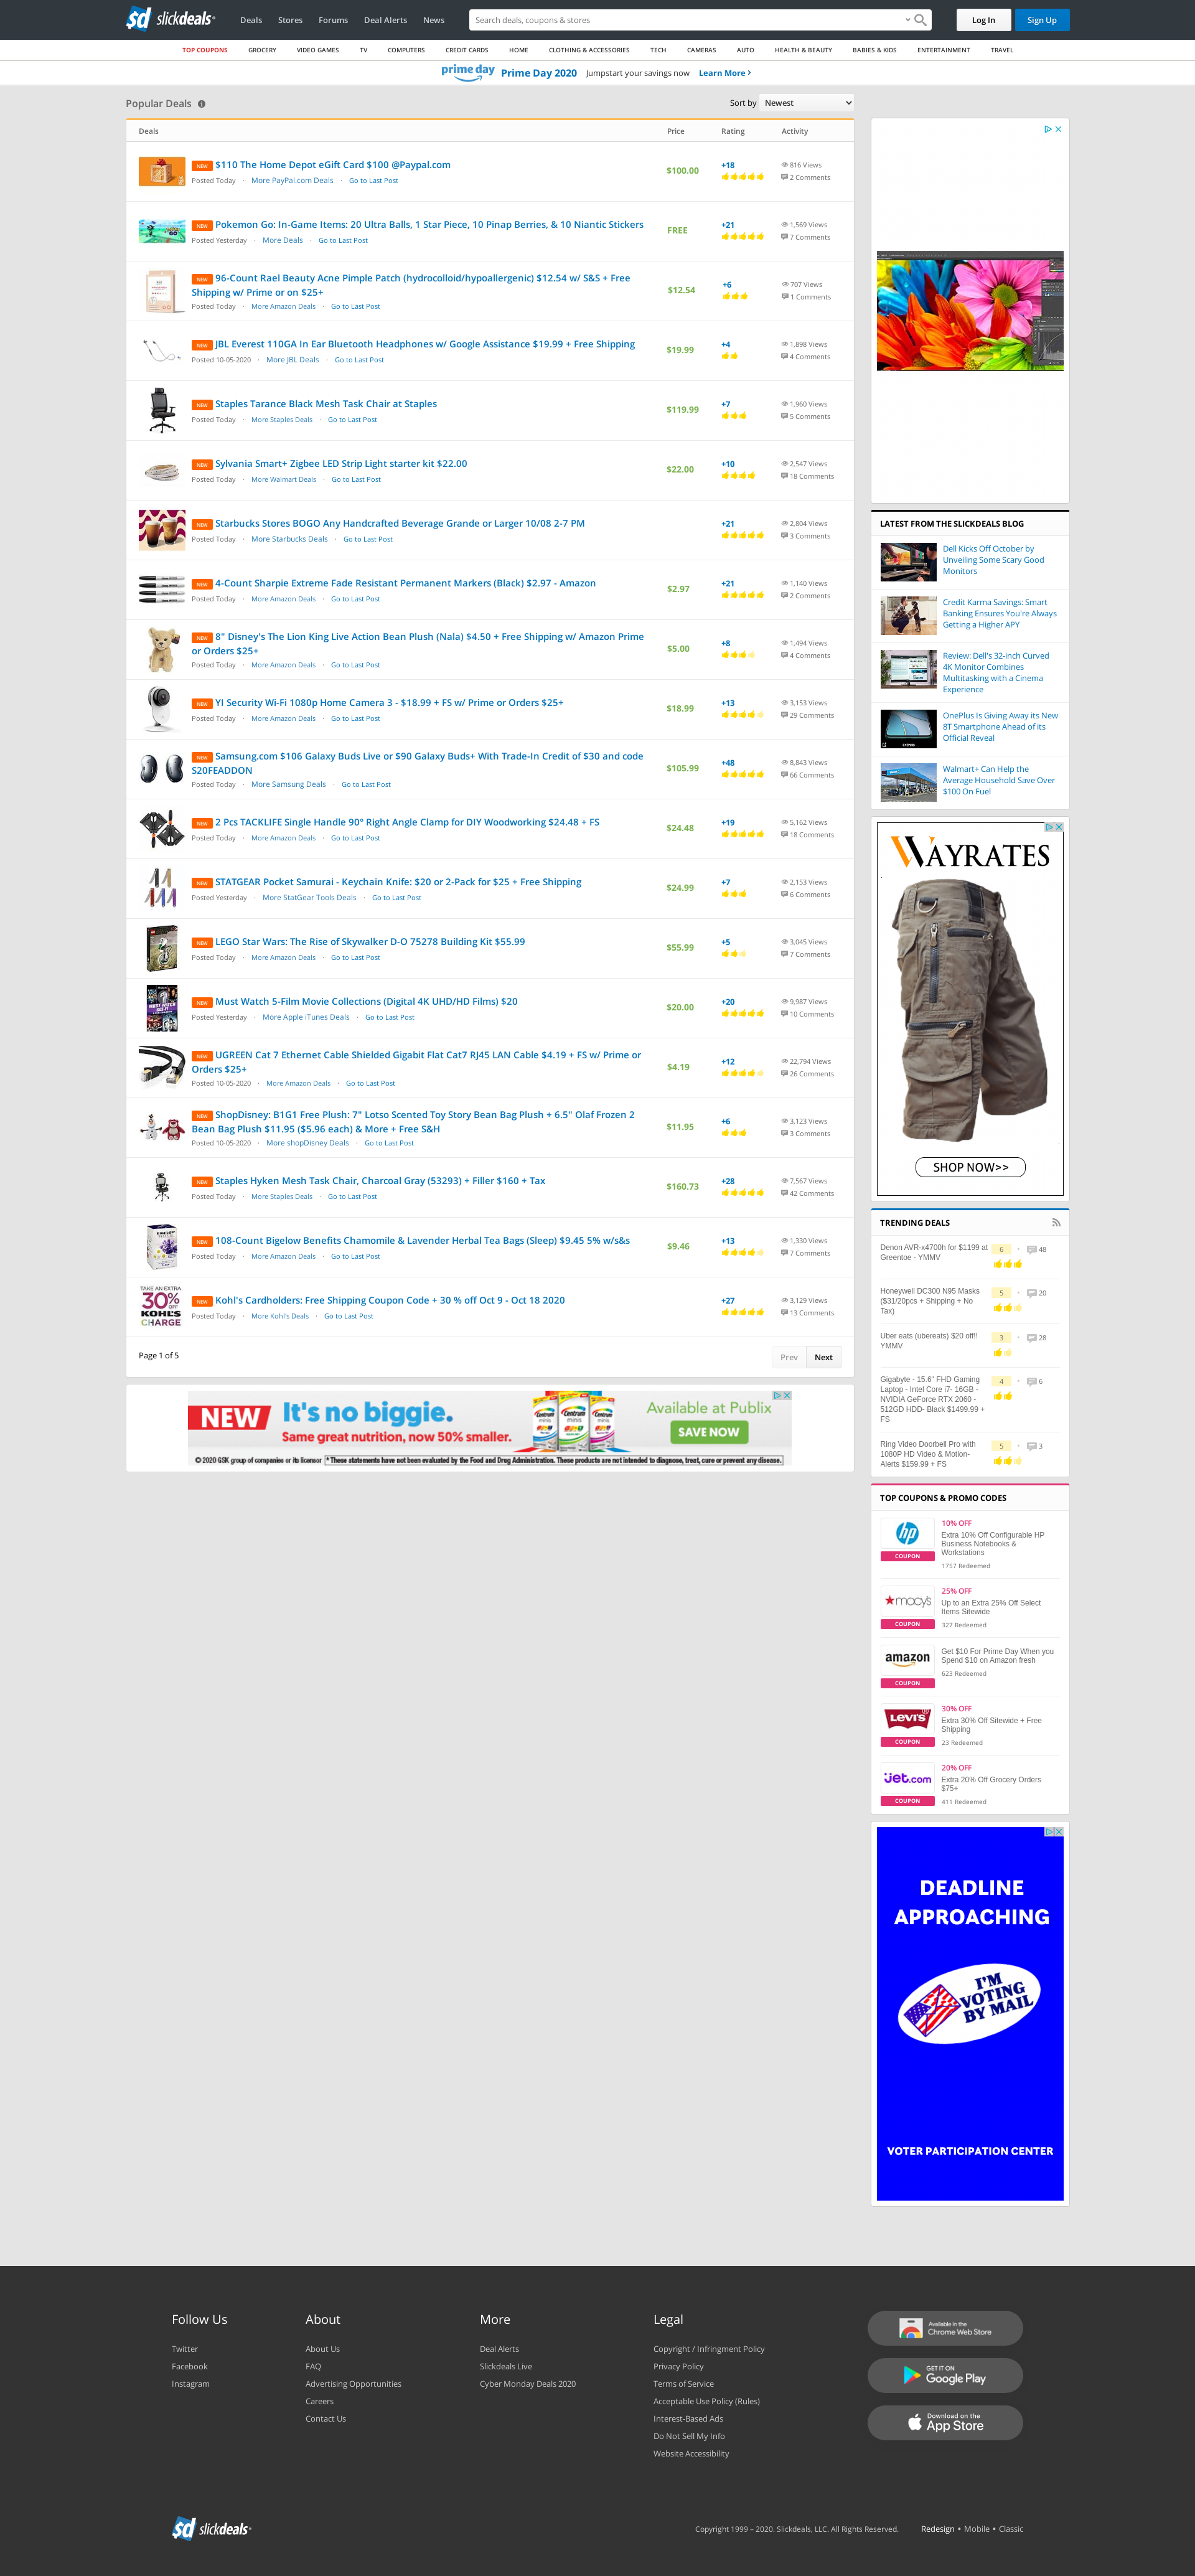 slickdeals
Deals
Stores
Forums
Deal Alerts
News
Search deals, coupons & stores
Log In
Sign Up
TOP COUPONS
GROCERY
VIDEO GAMES
TV
COMPUTERS
CREDIT CARDS
HOME
CLOTHING & ACCESSORIES
TECH
CAMERAS
AUTO
HEALTH & BEAUTY
BABIES & KIDS
ENTERTAINMENT
TRAVEL
prime day Prime Day 2020 Jumpstart your savings now Learn More ›
Popular Deals
Sort by Newest
Deals Price Rating Activity
NEW $110 The Home Depot eGift Card $100 @Paypal.com
Posted Today · More PayPal.com Deals · Go to Last Post
$100.00
+18
816 Views
2 Comments
NEW Pokemon Go: In-Game Items: 20 Ultra Balls, 1 Star Piece, 10 Pinap Berries, & 10 Niantic Stickers
Posted Yesterday · More Deals · Go to Last Post
FREE
+21
1,569 Views
7 Comments
NEW 96-Count Rael Beauty Acne Pimple Patch (hydrocolloid/hypoallergenic) $12.54 w/ S&S + Free
Shipping w/ Prime or on $25+
Posted Today · More Amazon Deals · Go to Last Post
$12.54
+6
707 Views
1 Comments
NEW JBL Everest 110GA In Ear Bluetooth Headphones w/ Google Assistance $19.99 + Free Shipping
Posted 10-05-2020 · More JBL Deals · Go to Last Post
$19.99
+4
1,898 Views
4 Comments
NEW Staples Tarance Black Mesh Task Chair at Staples
Posted Today · More Staples Deals · Go to Last Post
$119.99
+7
1,960 Views
5 Comments
NEW Sylvania Smart+ Zigbee LED Strip Light starter kit $22.00
Posted Today · More Walmart Deals · Go to Last Post
$22.00
+10
2,547 Views
18 Comments
NEW Starbucks Stores BOGO Any Handcrafted Beverage Grande or Larger 10/08 2-7 PM
Posted Today · More Starbucks Deals · Go to Last Post
+21
2,804 Views
3 Comments
NEW 4-Count Sharpie Extreme Fade Resistant Permanent Markers (Black) $2.97 - Amazon
Posted Today · More Amazon Deals · Go to Last Post
$2.97
+21
1,140 Views
2 Comments
NEW 8" Disney's The Lion King Live Action Bean Plush (Nala) $4.50 + Free Shipping w/ Amazon Prime
or Orders $25+
Posted Today · More Amazon Deals · Go to Last Post
$5.00
+8
1,494 Views
4 Comments
NEW YI Security Wi-Fi 1080p Home Camera 3 - $18.99 + FS w/ Prime or Orders $25+
Posted Today · More Amazon Deals · Go to Last Post
$18.99
+13
3,153 Views
29 Comments
NEW Samsung.com $106 Galaxy Buds Live or $90 Galaxy Buds+ With Trade-In Credit of $30 and code
S20FEADDON
Posted Today · More Samsung Deals · Go to Last Post
$105.99
+48
8,843 Views
66 Comments
NEW 2 Pcs TACKLIFE Single Handle 90° Right Angle Clamp for DIY Woodworking $24.48 + FS
Posted Today · More Amazon Deals · Go to Last Post
$24.48
+19
5,162 Views
18 Comments
NEW STATGEAR Pocket Samurai - Keychain Knife: $20 or 2-Pack for $25 + Free Shipping
Posted Yesterday · More StatGear Tools Deals · Go to Last Post
$24.99
+7
2,153 Views
6 Comments
NEW LEGO Star Wars: The Rise of Skywalker D-O 75278 Building Kit $55.99
Posted Today · More Amazon Deals · Go to Last Post
$55.99
+5
3,045 Views
7 Comments
NEW Must Watch 5-Film Movie Collections (Digital 4K UHD/HD Films) $20
Posted Yesterday · More Apple iTunes Deals · Go to Last Post
$20.00
+20
9,987 Views
10 Comments
NEW UGREEN Cat 7 Ethernet Cable Shielded Gigabit Flat Cat7 RJ45 LAN Cable $4.19 + FS w/ Prime or
Orders $25+
Posted 10-05-2020 · More Amazon Deals · Go to Last Post
$4.19
+12
22,794 Views
26 Comments
NEW ShopDisney: B1G1 Free Plush: 7" Lotso Scented Toy Story Bean Bag Plush + 6.5" Olaf Frozen 2
Bean Bag Plush $11.95 ($5.96 each) & More + Free S&H
Posted 10-05-2020 · More shopDisney Deals · Go to Last Post
$11.95
+6
3,123 Views
3 Comments
NEW Staples Hyken Mesh Task Chair, Charcoal Gray (53293) + Filler $160 + Tax
Posted Today · More Staples Deals · Go to Last Post
$160.73
+28
7,567 Views
42 Comments
NEW 108-Count Bigelow Benefits Chamomile & Lavender Herbal Tea Bags (Sleep) $9.45 5% w/s&s
Posted Today · More Amazon Deals · Go to Last Post
$9.46
+13
1,330 Views
7 Comments
TAKE AN EXTRA
30% OFF
KOHL'S
CHARGE
NEW Kohl's Cardholders: Free Shipping Coupon Code + 30 % off Oct 9 - Oct 18 2020
Posted Today · More Kohl's Deals · Go to Last Post
+27
3,129 Views
13 Comments
Page 1 of 5
Prev
Next
NEW It's no biggie.
Same great nutrition, now 50% smaller.
Centrum minis
Available at Publix
SAVE NOW
© 2020 GSK group of companies or its licensor *These statements have not been evaluated by the Food and Drug Administration. These products are not intended to diagnose, treat, cure or prevent any disease.
LATEST FROM THE SLICKDEALS BLOG
Dell Kicks Off October by
Unveiling Some Scary Good
Monitors
Credit Karma Savings: Smart
Banking Ensures You're Always
Getting a Higher APY
Review: Dell's 32-inch Curved
4K Monitor Combines
Multitasking with a Cinema
Experience
OnePlus Is Giving Away its New
8T Smartphone Ahead of its
Official Reveal
Walmart+ Can Help the
Average Household Save Over
$100 On Fuel
WAYRATES
SHOP NOW>>
TRENDING DEALS
Denon AVR-x4700h for $1199 at
Greentoe - YMMV
6 · 48
Honeywell DC300 N95 Masks
($31/20pcs + Shipping + No
Tax)
5 · 20
Uber eats (ubereats) $20 off!!
YMMV
3 · 28
Gigabyte - 15.6" FHD Gaming
Laptop - Intel Core i7- 16GB -
NVIDIA GeForce RTX 2060 -
512GD HDD- Black $1499.99 +
FS
4 · 6
Ring Video Doorbell Pro with
1080P HD Video & Motion-
Alerts $159.99 + FS
5 · 3
TOP COUPONS & PROMO CODES
hp
COUPON
10% OFF
Extra 10% Off Configurable HP
Business Notebooks &
Workstations
1757 Redeemed
macy's
COUPON
25% OFF
Up to an Extra 25% Off Select
Items Sitewide
327 Redeemed
amazon
COUPON
Get $10 For Prime Day When you
Spend $10 on Amazon fresh
623 Redeemed
LEVI'S
COUPON
30% OFF
Extra 30% Off Sitewide + Free
Shipping
23 Redeemed
jet.com
COUPON
20% OFF
Extra 20% Off Grocery Orders
$75+
411 Redeemed
DEADLINE
APPROACHING
I'M
VOTING
BY MAIL
VOTER PARTICIPATION CENTER
Follow Us
Twitter
Facebook
Instagram
About
About Us
FAQ
Advertising Opportunities
Careers
Contact Us
More
Deal Alerts
Slickdeals Live
Cyber Monday Deals 2020
Legal
Copyright / Infringment Policy
Privacy Policy
Terms of Service
Acceptable Use Policy (Rules)
Interest-Based Ads
Do Not Sell My Info
Website Accessibility
Available in the
Chrome Web Store
GET IT ON
Google Play
Download on the
App Store
slickdeals
Copyright 1999 – 2020. Slickdeals, LLC. All Rights Reserved.
Redesign • Mobile • Classic